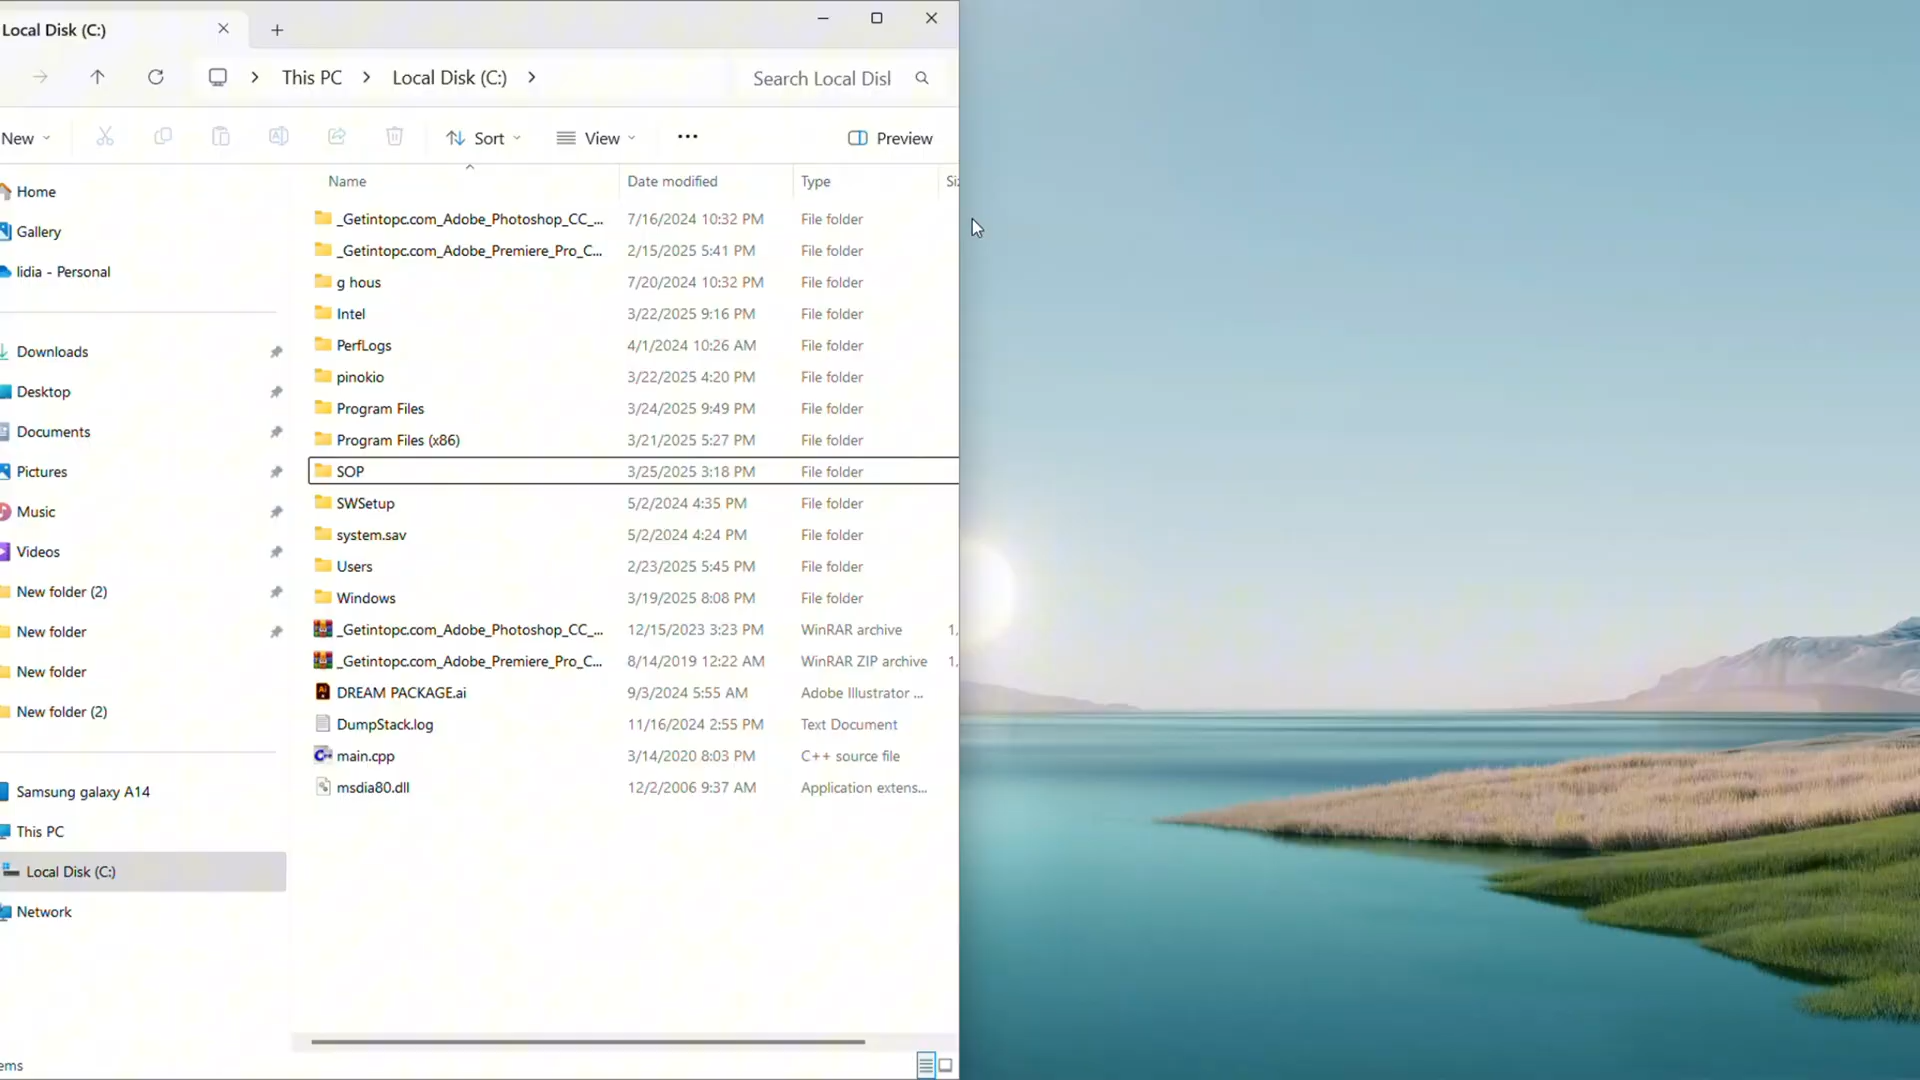 Local Disk (C:)
This PC > Local Disk (C:) >
Search Local Disl
New
Sort
View
Preview
Name Date modified Type
Home
Gallery
lidia - Personal
Downloads
Desktop
Documents
Pictures
Music
Videos
New folder (2)
New folder
New folder
New folder (2)
Samsung galaxy A14
This PC
Local Disk (C:)
Network
_Getintopc.com_Adobe_Photoshop_CC_... 7/16/2024 10:32 PM File folder
_Getintopc.com_Adobe_Premiere_Pro_C... 2/15/2025 5:41 PM File folder
g hous 7/20/2024 10:32 PM File folder
Intel 3/22/2025 9:16 PM File folder
PerfLogs 4/1/2024 10:26 AM File folder
pinokio 3/22/2025 4:20 PM File folder
Program Files 3/24/2025 9:49 PM File folder
Program Files (x86) 3/21/2025 5:27 PM File folder
SOP 3/25/2025 3:18 PM File folder
SWSetup 5/2/2024 4:35 PM File folder
system.sav 5/2/2024 4:24 PM File folder
Users 2/23/2025 5:45 PM File folder
Windows 3/19/2025 8:08 PM File folder
_Getintopc.com_Adobe_Photoshop_CC_... 12/15/2023 3:23 PM WinRAR archive 1,
_Getintopc.com_Adobe_Premiere_Pro_C... 8/14/2019 12:22 AM WinRAR ZIP archive 1,
DREAM PACKAGE.ai 9/3/2024 5:55 AM Adobe Illustrator ...
DumpStack.log 11/16/2024 2:55 PM Text Document
main.cpp 3/14/2020 8:03 PM C++ source file
msdia80.dll 12/2/2006 9:37 AM Application extens...